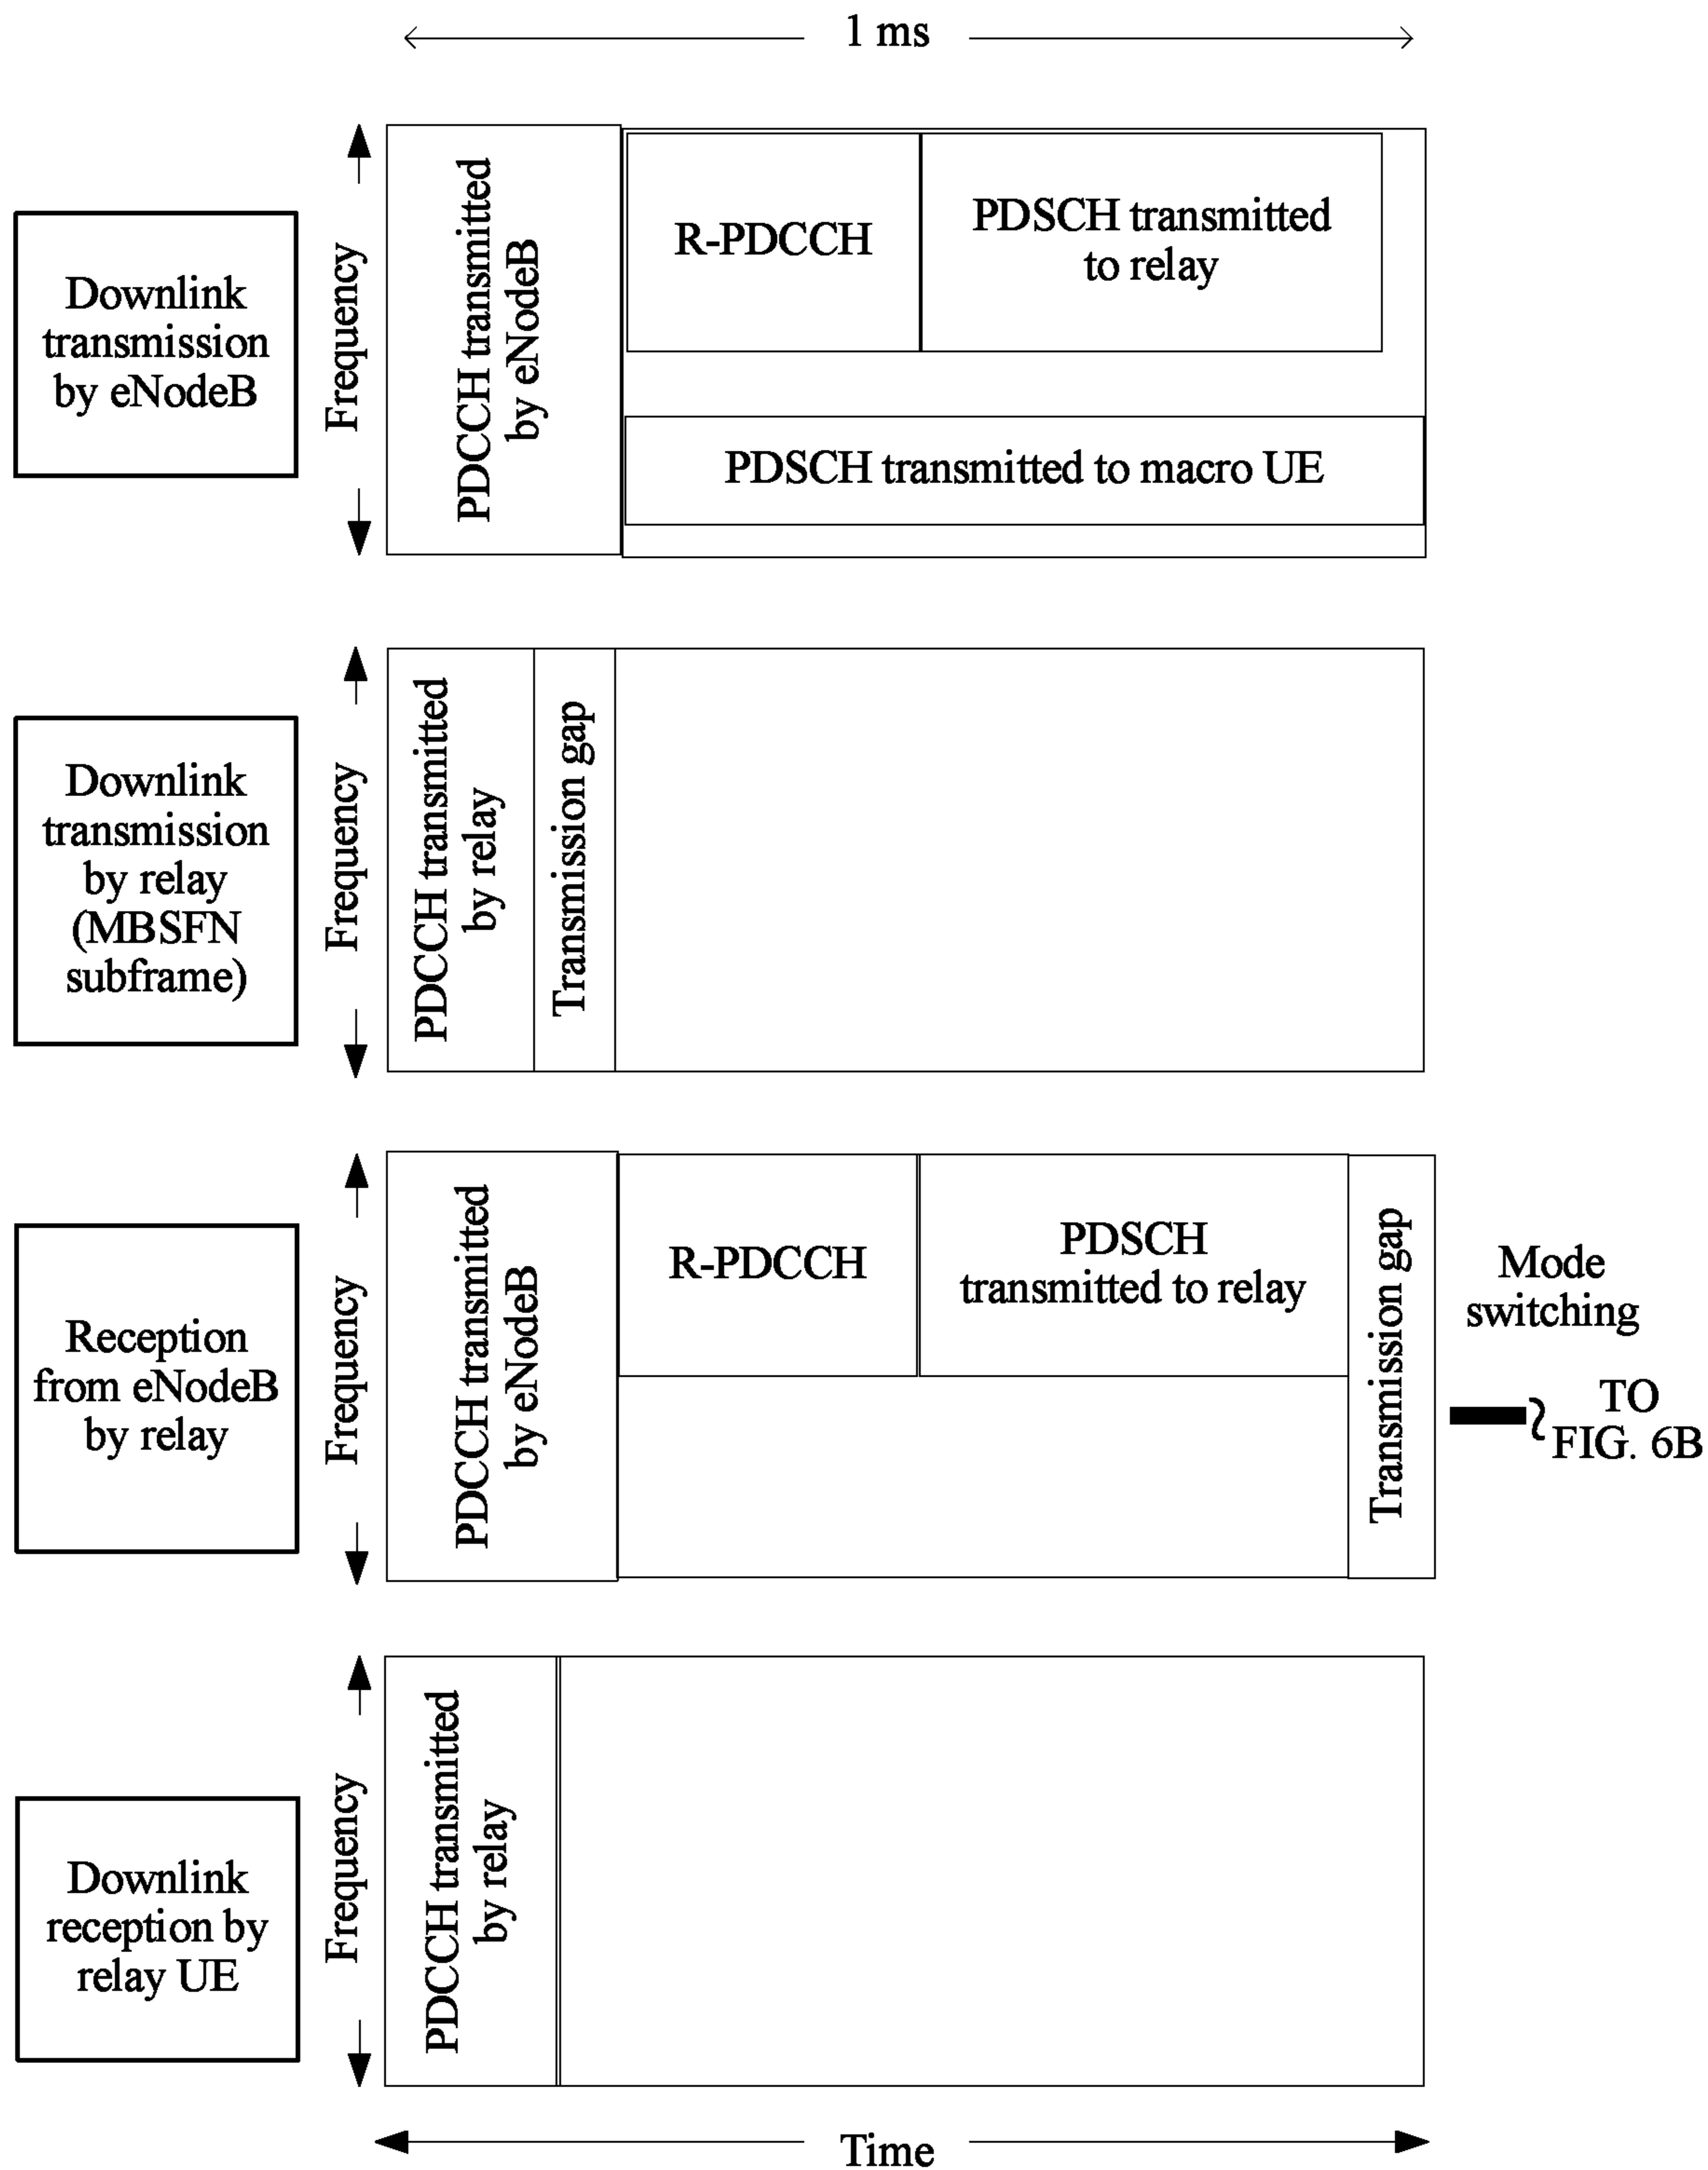 1 ms
Downlink
transmission
by eNodeB
Frequency
PDCCH transmitted
by eNodeB
R-PDCCH
PDSCH transmitted
to relay
PDSCH transmitted to macro UE
Downlink
transmission
by relay
(MBSFN
subframe)
Frequency
PDCCH transmitted
by relay
Transmission gap
Reception
from eNodeB
by relay
Frequency
PDCCH transmitted
by eNodeB
R-PDCCH
PDSCH
transmitted to relay
Transmission gap
Mode
switching
TO
FIG. 6B
Downlink
reception by
relay UE
Frequency
PDCCH transmitted
by relay
Time